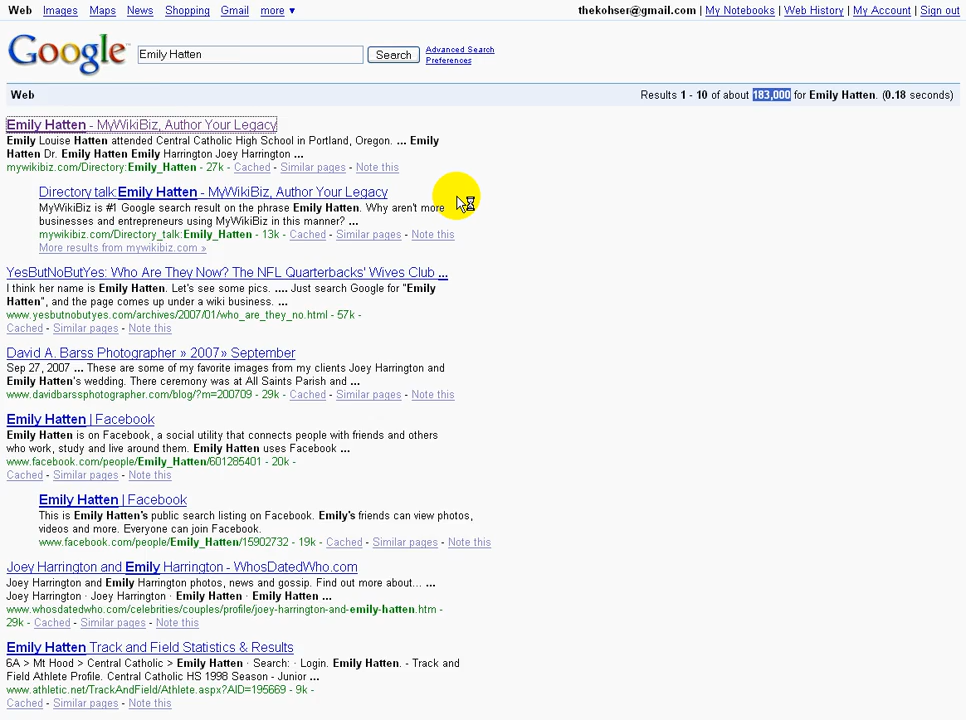 Web Images Maps News Shopping Gmail more ▼ thekohser@gmail.com | My Notebooks | Web History | My Account | Sign out
Google Emily Hatten Search Advanced Search
Preferences
Web Results 1 - 10 of about 183,000 for Emily Hatten. (0.18 seconds)
Emily Hatten - MyWikiBiz, Author Your Legacy
Emily Louise Hatten attended Central Catholic High School in Portland, Oregon. ... Emily
Hatten Dr. Emily Hatten Emily Harrington Joey Harrington ...
mywikibiz.com/Directory:Emily_Hatten - 27k - Cached - Similar pages - Note this
Directory talk:Emily Hatten - MyWikiBiz, Author Your Legacy
MyWikiBiz is #1 Google search result on the phrase Emily Hatten. Why aren't more
businesses and entrepreneurs using MyWikiBiz in this manner? ...
mywikibiz.com/Directory_talk:Emily_Hatten - 13k - Cached - Similar pages - Note this
More results from mywikibiz.com »
YesButNoButYes: Who Are They Now? The NFL Quarterbacks' Wives Club ...
I think her name is Emily Hatten. Let's see some pics. .... Just search Google for "Emily
Hatten", and the page comes up under a wiki business. ...
www.yesbutnobutyes.com/archives/2007/01/who_are_they_no.html - 57k -
Cached - Similar pages - Note this
David A. Barss Photographer » 2007» September
Sep 27, 2007 ... These are some of my favorite images from my clients Joey Harrington and
Emily Hatten's wedding. There ceremony was at All Saints Parish and ...
www.davidbarssphotographer.com/blog/?m=200709 - 29k - Cached - Similar pages - Note this
Emily Hatten | Facebook
Emily Hatten is on Facebook, a social utility that connects people with friends and others
who work, study and live around them. Emily Hatten uses Facebook ...
www.facebook.com/people/Emily_Hatten/601285401 - 20k -
Cached - Similar pages - Note this
Emily Hatten | Facebook
This is Emily Hatten's public search listing on Facebook. Emily's friends can view photos,
videos and more. Everyone can join Facebook.
www.facebook.com/people/Emily_Hatten/15902732 - 19k - Cached - Similar pages - Note this
Joey Harrington and Emily Harrington - WhosDatedWho.com
Joey Harrington and Emily Harrington photos, news and gossip. Find out more about... ...
Joey Harrington · Joey Harrington · Emily Hatten · Emily Hatten ...
www.whosdatedwho.com/celebrities/couples/profile/joey-harrington-and-emily-hatten.htm -
29k - Cached - Similar pages - Note this
Emily Hatten Track and Field Statistics & Results
6A > Mt Hood > Central Catholic > Emily Hatten · Search: · Login. Emily Hatten. - Track and
Field Athlete Profile. Central Catholic HS 1998 Season - Junior ...
www.athletic.net/TrackAndField/Athlete.aspx?AID=195669 - 9k -
Cached - Similar pages - Note this